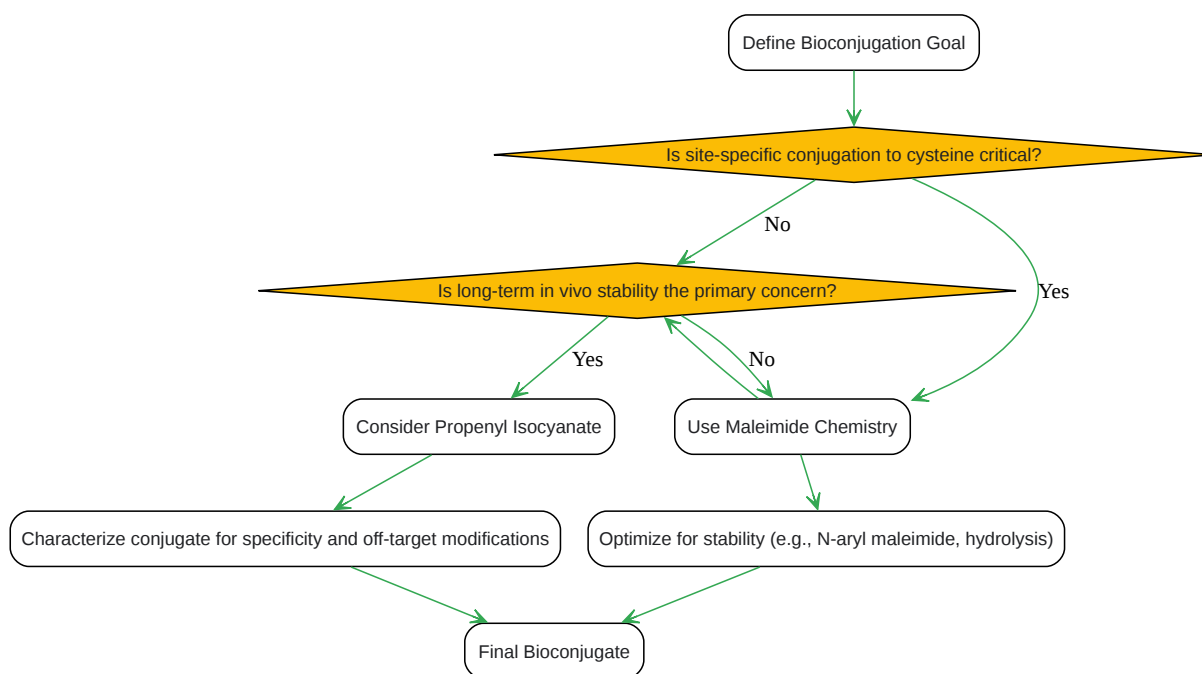 Define Bioconjugation Goal
Is site-specific conjugation to cysteine critical?
No
Yes
Is long-term in vivo stability the primary concern?
Yes
No
Consider Propenyl Isocyanate
Use Maleimide Chemistry
Characterize conjugate for specificity and off-target modifications
Optimize for stability (e.g., N-aryl maleimide, hydrolysis)
Final Bioconjugate